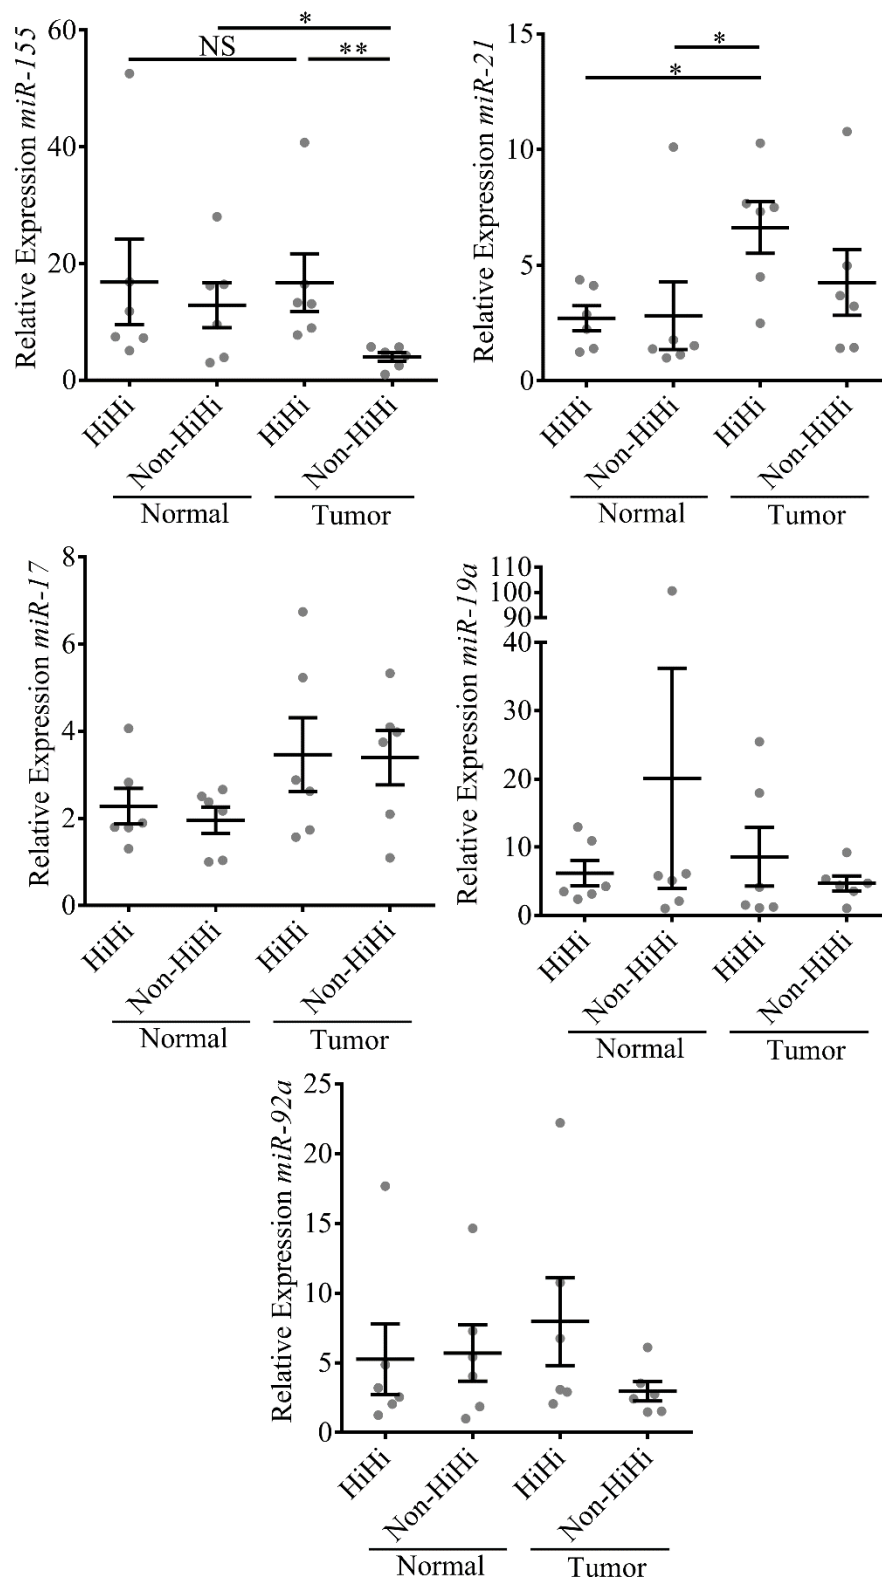 Relative Expression miR-155
60
40
20
0
NS
*
**
HiHi
Non-HiHi
HiHi
Non-HiHi
Normal
Tumor
Relative Expression miR-21
15
10
5
0
*
*
HiHi
Non-HiHi
HiHi
Non-HiHi
Normal
Tumor
Relative Expression miR-17
8
6
4
2
0
HiHi
Non-HiHi
HiHi
Non-HiHi
Normal
Tumor
Relative Expression miR-19a
110
100
90
40
30
20
10
0
HiHi
Non-HiHi
HiHi
Non-HiHi
Normal
Tumor
Relative Expression miR-92a
25
20
15
10
5
0
HiHi
Non-HiHi
HiHi
Non-HiHi
Normal
Tumor